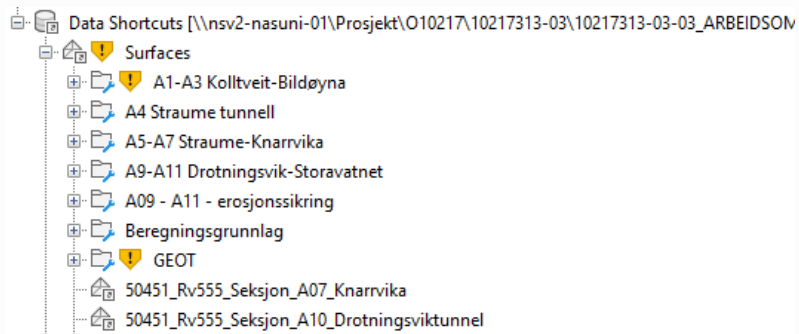 Data Shortcuts [\\nsv2-nasuni-01\Prosjekt\O10217\10217313-03\10217313-03-03_ARBEIDSOM
Surfaces
A1-A3 Kolltveit-Bildøyna
A4 Straume tunnell
A5-A7 Straume-Knarrvika
A9-A11 Drotningsvik-Storavatnet
A09 - A11 - erosjonssikring
Beregningsgrunnlag
GEOT
50451_Rv555_Seksjon_A07_Knarrvika
50451_Rv555_Seksjon_A10_Drotningsviktunnel